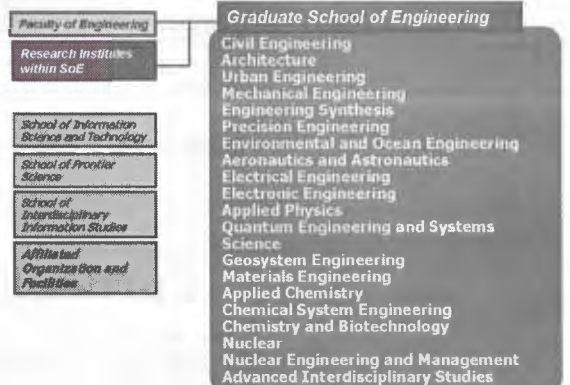 Faculty of Engineering
Research Institutes
within SoE
School of Information
Science and Technology
School of Frontier
Science
School of
Interdisciplinary
Information Studies
Affiliated
Organization and
Facilities
Graduate School of Engineering
Civil Engineering
Architecture
Urban Engineering
Mechanical Engineering
Engineering Synthesis
Precision Engineering
Environmental and Ocean Engineering
Aeronautics and Astronautics
Electrical Engineering
Electronic Engineering
Applied Physics
Quantum Engineering and Systems
Science
Geosystem Engineering
Materials Engineering
Applied Chemistry
Chemical System Engineering
Chemistry and Biotechnology
Nuclear
Nuclear Engineering and Management
Advanced Interdisciplinary Studies